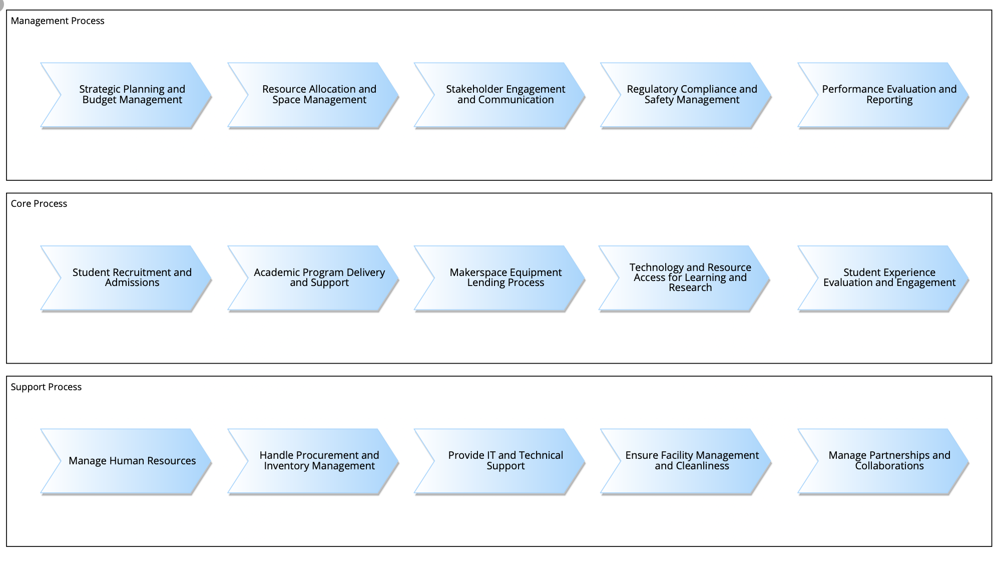 Management Process
Strategic Planning and
Budget Management
Resource Allocation and
Space Management
Stakeholder Engagement
and Communication
Regulatory Compliance and
Safety Management
Performance Evaluation and
Reporting
Core Process
Student Recruitment and
Admissions
Academic Program Delivery
and Support
Makerspace Equipment
Lending Process
Technology and Resource
Access for Learning and
Research
Student Experience
Evaluation and Engagement
Support Process
Manage Human Resources
Handle Procurement and
Inventory Management
Provide IT and Technical
Support
Ensure Facility Management
and Cleanliness
Manage Partnerships and
Collaborations